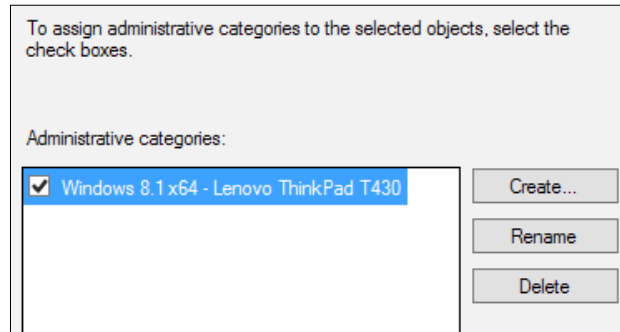 To assign administrative categories to the selected objects, select the
check boxes.
Administrative categories:
Windows 8.1 x64 - Lenovo ThinkPad T430
Create...
Rename
Delete